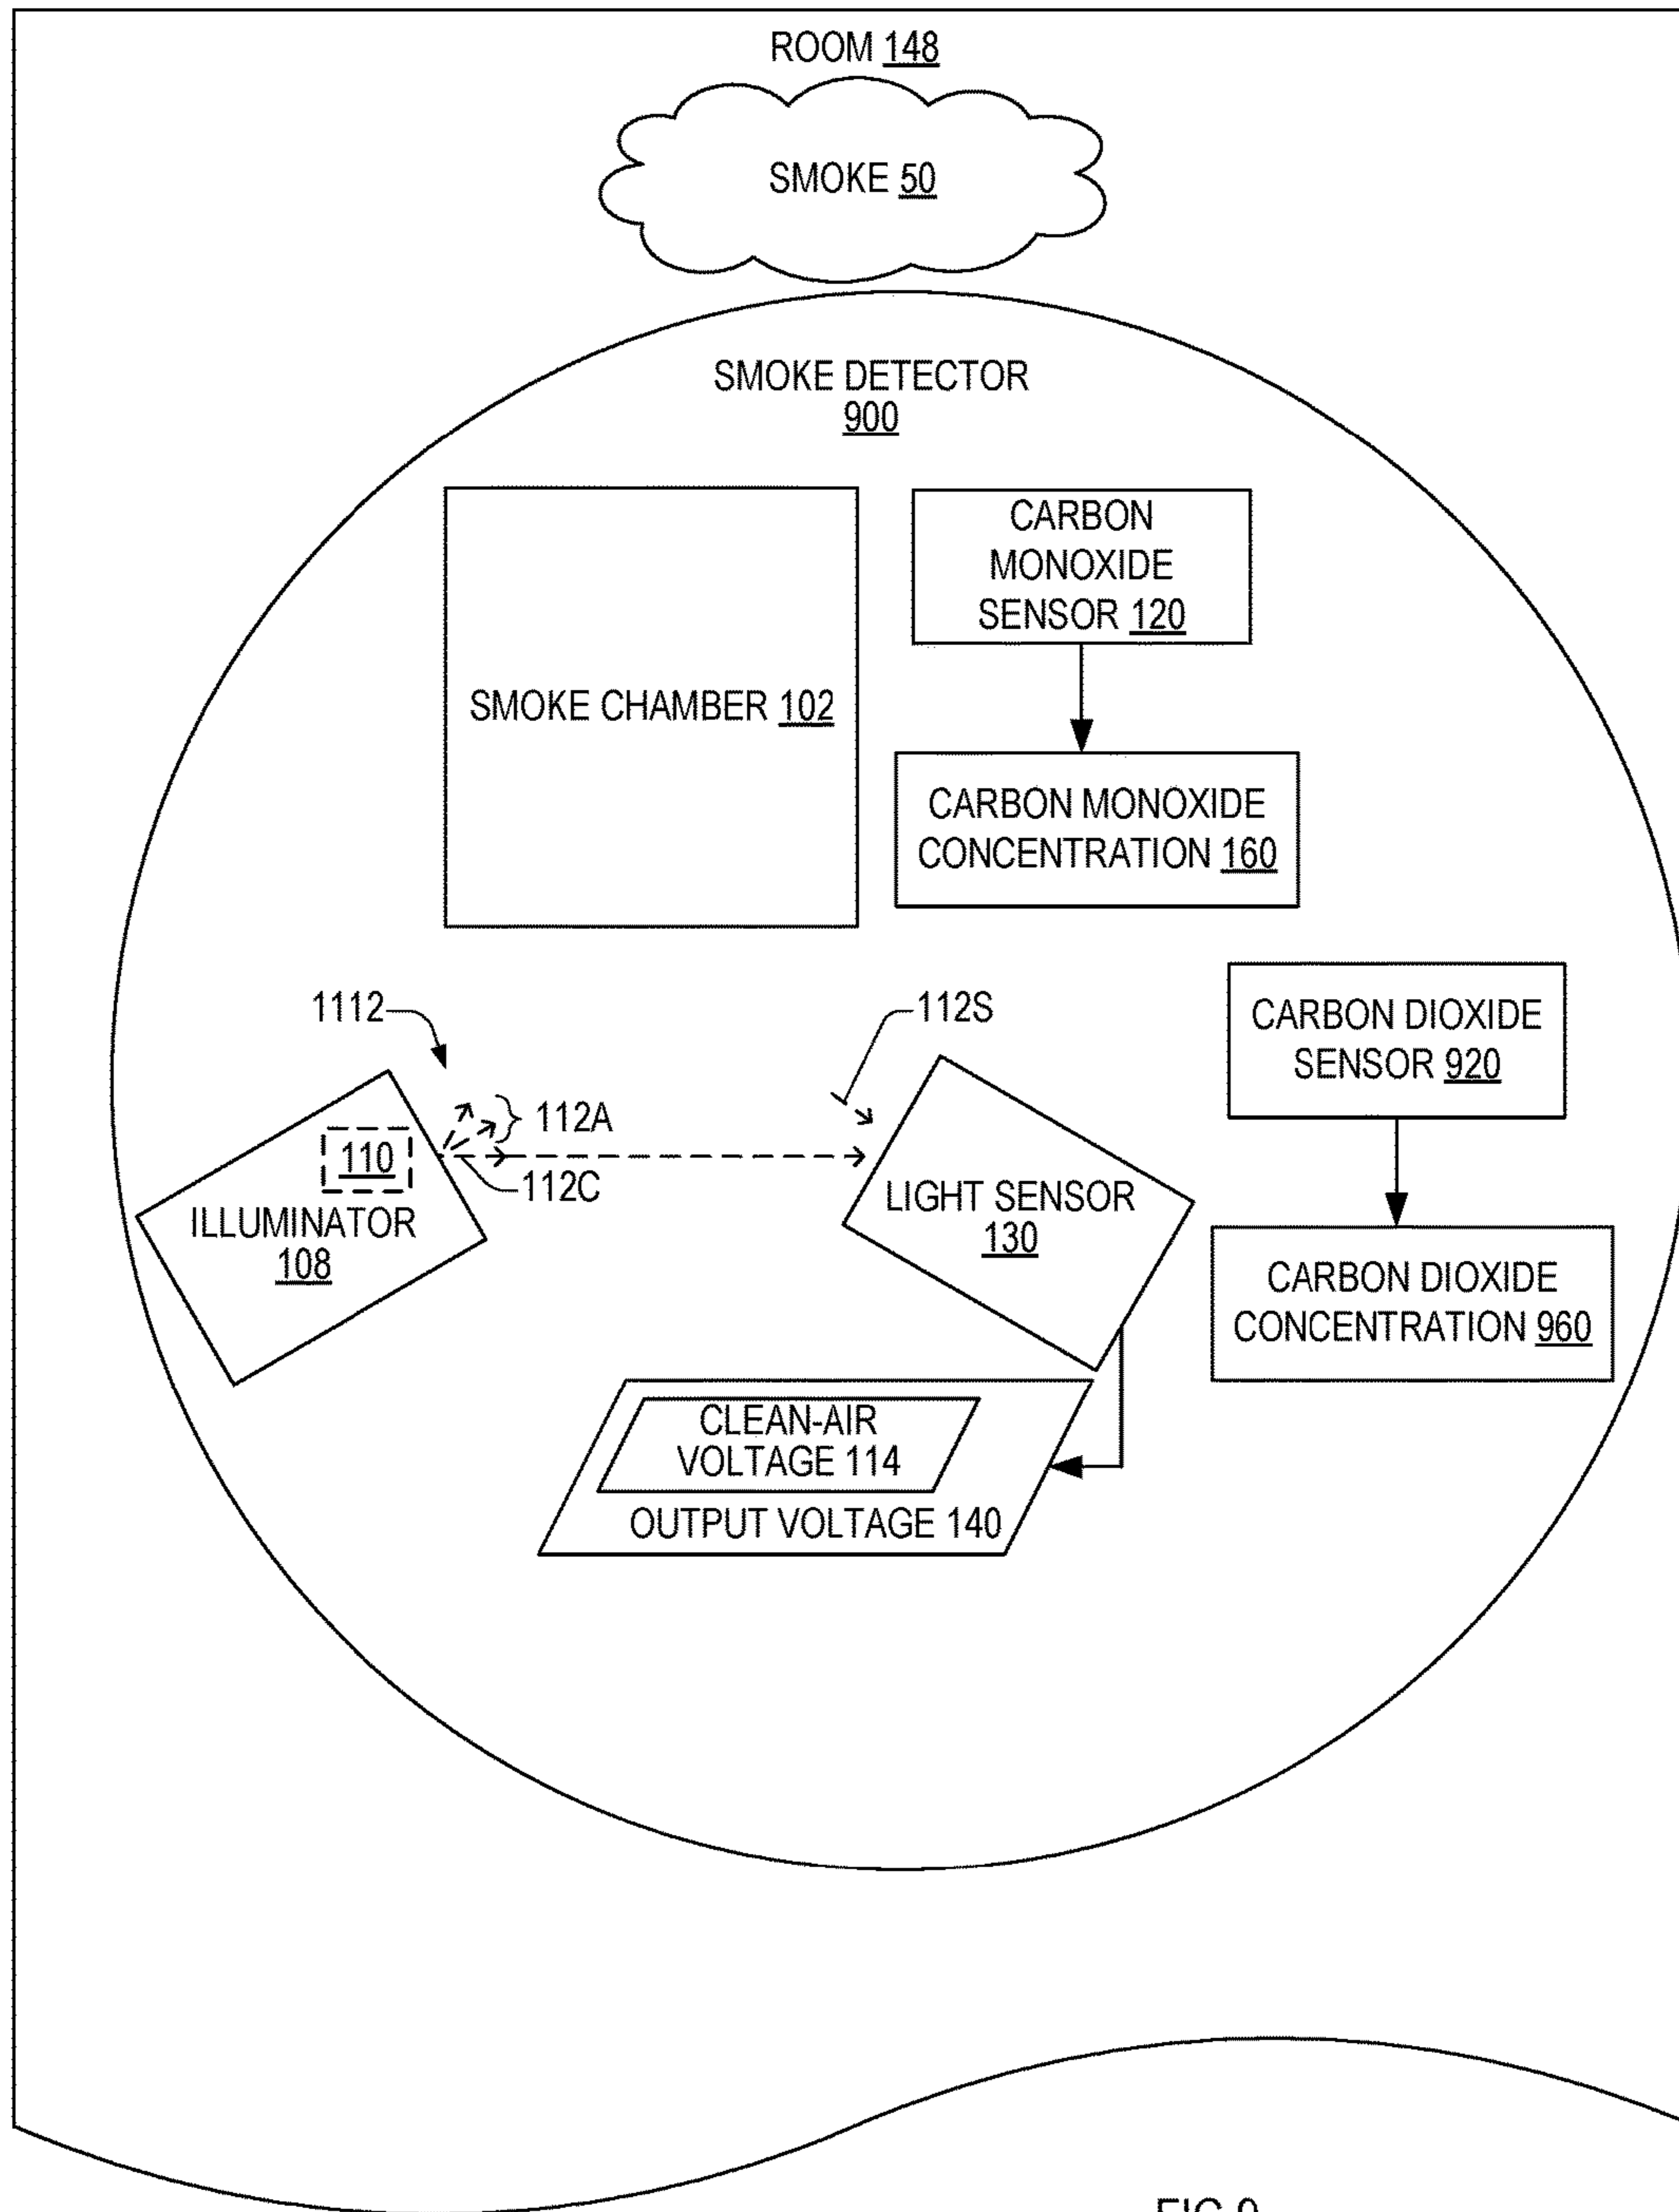 ROOM 148
SMOKE 50
SMOKE DETECTOR
900
CARBON
MONOXIDE
SENSOR 120
SMOKE CHAMBER 102
CARBON MONOXIDE
CONCENTRATION 160
1112
112S
CARBON DIOXIDE
SENSOR 920
112A
110
112C
ILLUMINATOR
108
LIGHT SENSOR
130
CARBON DIOXIDE
CONCENTRATION 960
CLEAN-AIR
VOLTAGE 114
OUTPUT VOLTAGE 140